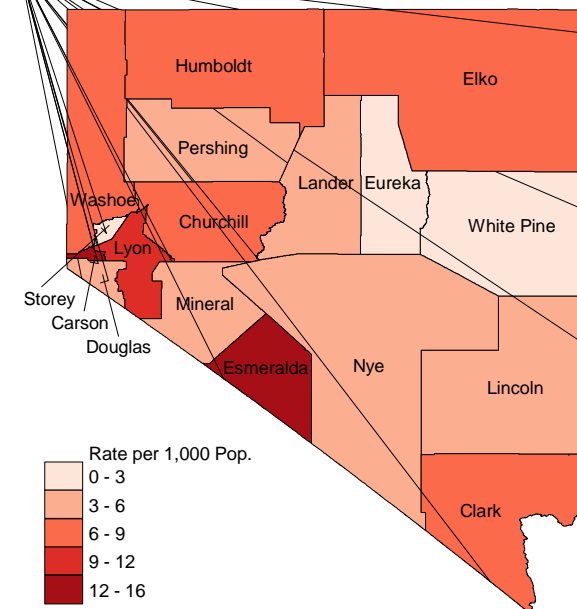 Humboldt
Elko
Pershing
Lander
Eureka
Washoe
Churchill
White Pine
Lyon
Storey
Mineral
Carson
Douglas
Esmeralda
Nye
Lincoln
Clark
Rate per 1,000 Pop.
0 - 3
3 - 6
6 - 9
9 - 12
12 - 16